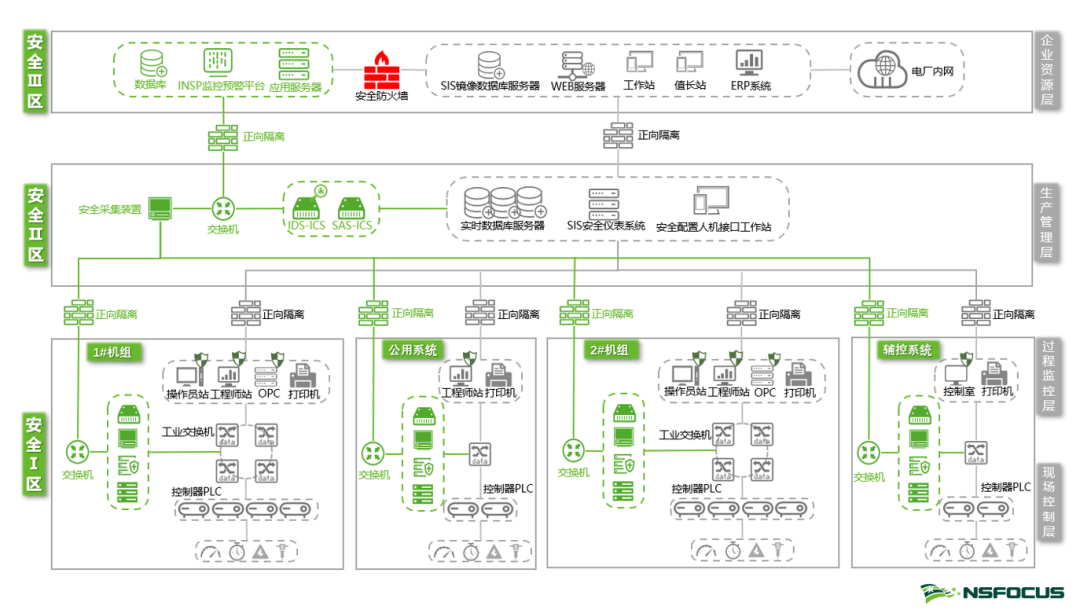 安全Ⅲ区
数据库
INSP监控预警平台
应用服务器
安全防火墙
SIS镜像数据库服务器
WEB服务器
工作站
值长站
ERP系统
电厂内网
企业资源层
正向隔离
正向隔离
安全Ⅱ区
安全采集装置
交换机
IDS-ICS
SAS-ICS
实时数据库服务器
SIS安全仪表系统
安全配置人机接口工作站
生产管理层
正向隔离
正向隔离
正向隔离
正向隔离
正向隔离
正向隔离
正向隔离
正向隔离
安全Ⅰ区
1#机组
操作员站
工程师站
OPC
打印机
工业交换机
data
data
data
data
交换机
控制器PLC
公用系统
工程师站
打印机
data
交换机
控制器PLC
2#机组
操作员站
工程师站
OPC
打印机
工业交换机
data
data
data
data
交换机
控制器PLC
辅控系统
控制室
打印机
data
交换机
控制器PLC
过程监控层
现场控制层
NSFOCUS